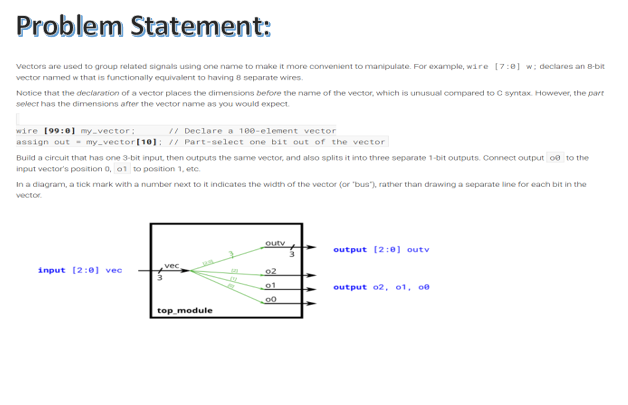 Problem Statement:
Vectors are used to group related signals using one name to make it more convenient to manipulate. For example, wire [7:0] w; declares an 8-bit
vector named w that is functionally equivalent to having 8 separate wires.
Notice that the declaration of a vector places the dimensions before the name of the vector, which is unusual compared to C syntax. However, the part
select has the dimensions after the vector name as you would expect.
wire [99:0] my_vector; // Declare a 100-element vector
assign out = my_vector[10]; // Part-select one bit out of the vector
Build a circuit that has one 3-bit input, then outputs the same vector, and also splits it into three separate 1-bit outputs. Connect output o0 to the
input vector's position 0, o1 to position 1, etc.
In a diagram, a tick mark with a number next to it indicates the width of the vector (or "bus"), rather than drawing a separate line for each bit in the
vector.
outv
3
output [2:0] outv
input [2:0] vec
vec
3
o2
o1
output o2, o1, o0
o0
top_module